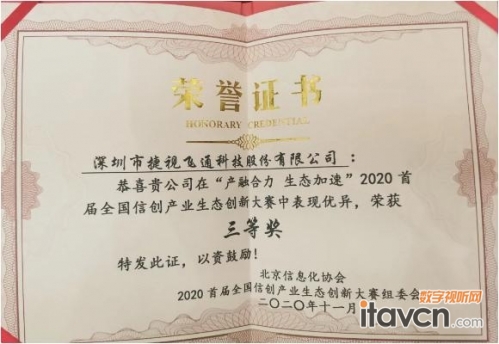 荣誉证书
HONORARY CREDENTIAL
深圳市捷视飞通科技股份有限公司：
恭喜贵公司在“产融合力 生态加速”2020首
届全国信创产业生态创新大赛中表现优异，荣获
三等奖
特发此证，以资鼓励！
北京信息化协会
2020首届全国信创产业生态创新大赛组委会
二〇二〇年十一月
数字视听网
itavcn.com